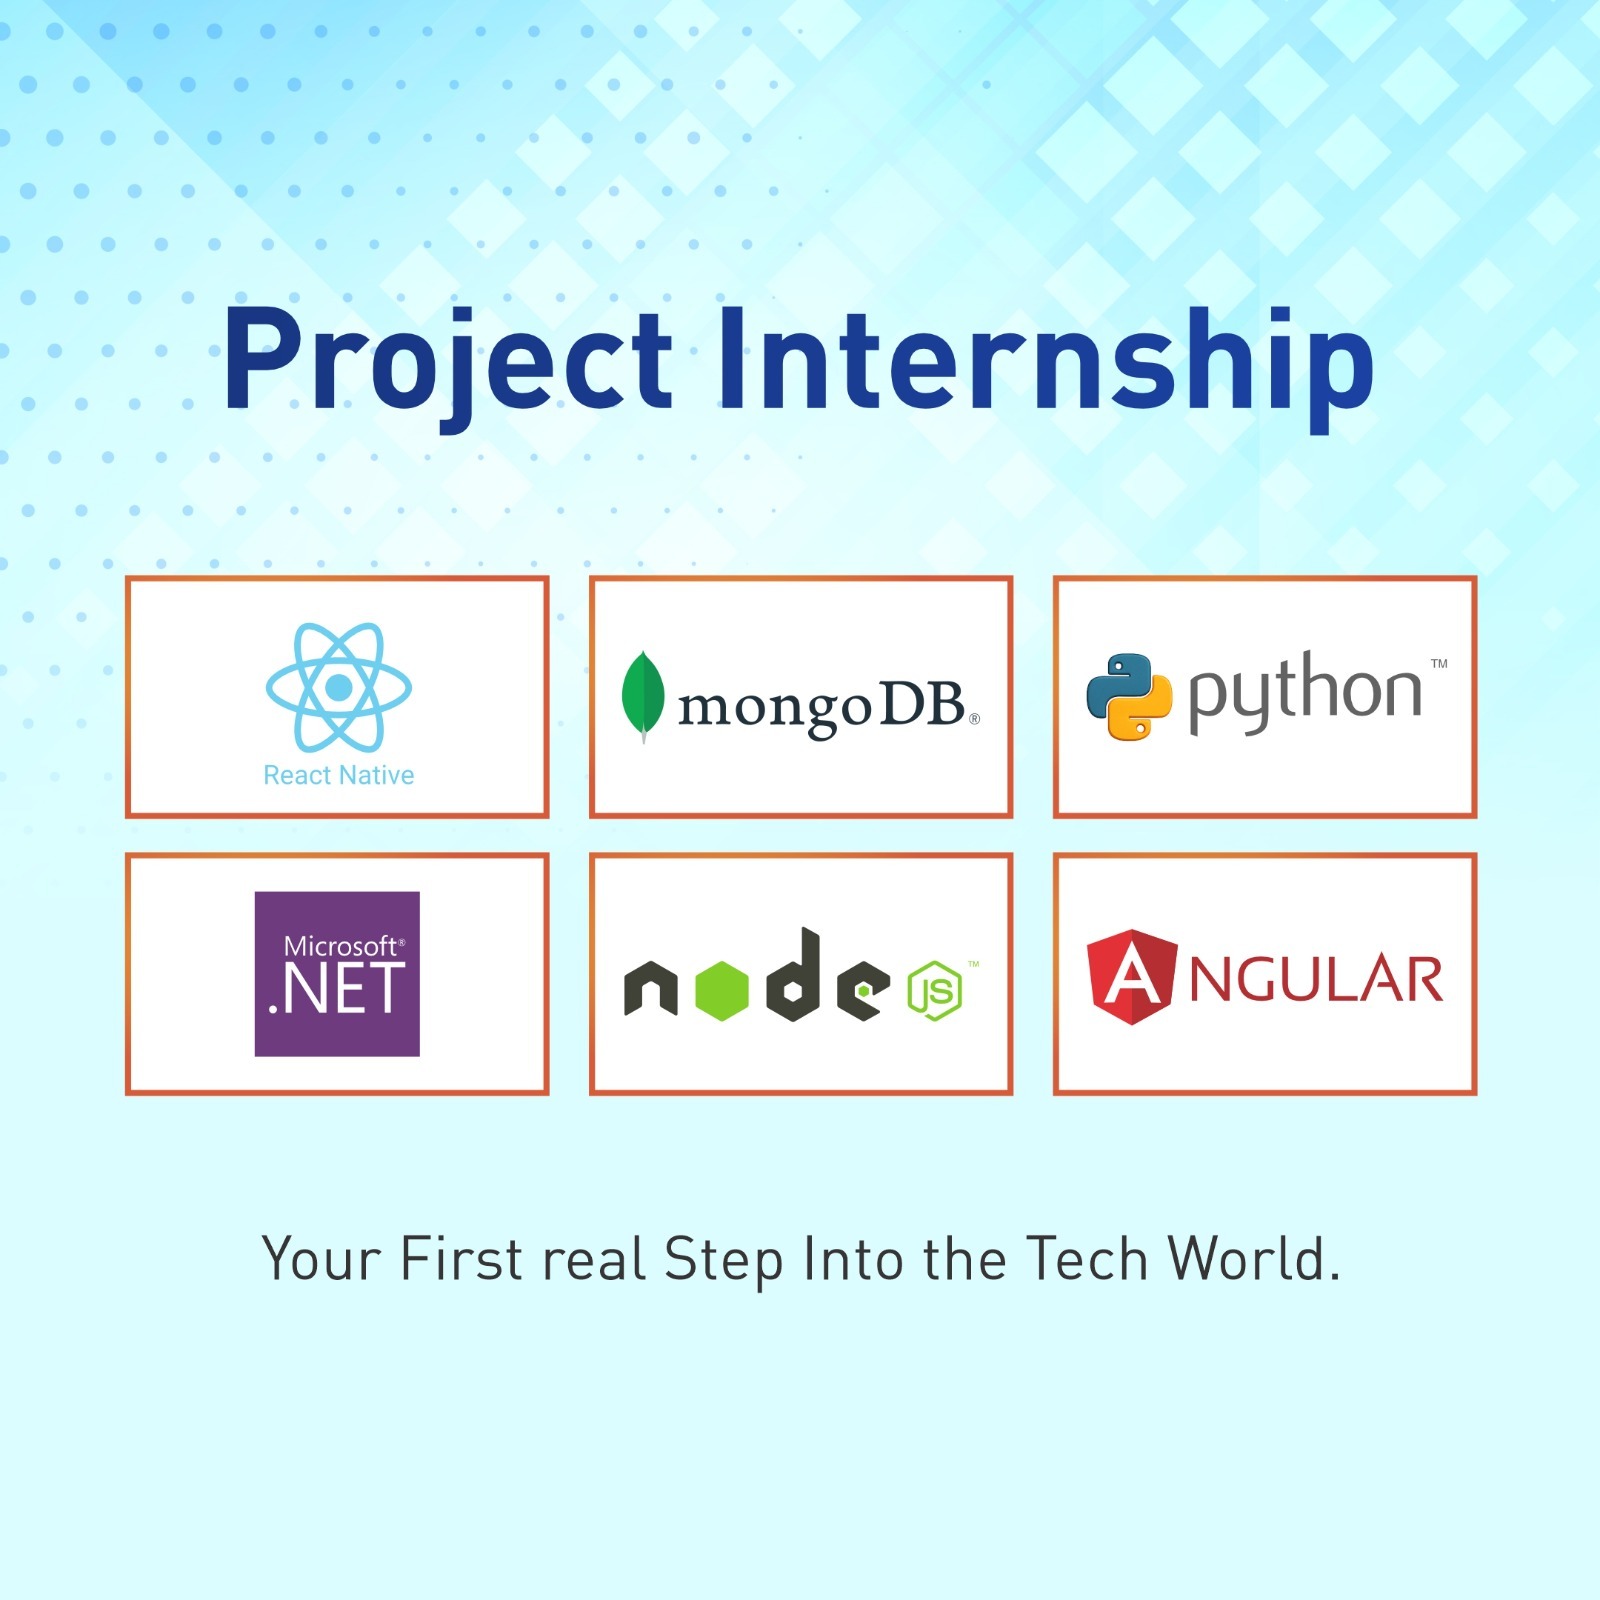 Project Internship
React Native
mongoDB®
python™
Microsoft®
.NET
node JS™
ANGULAR
Your First real Step Into the Tech World.